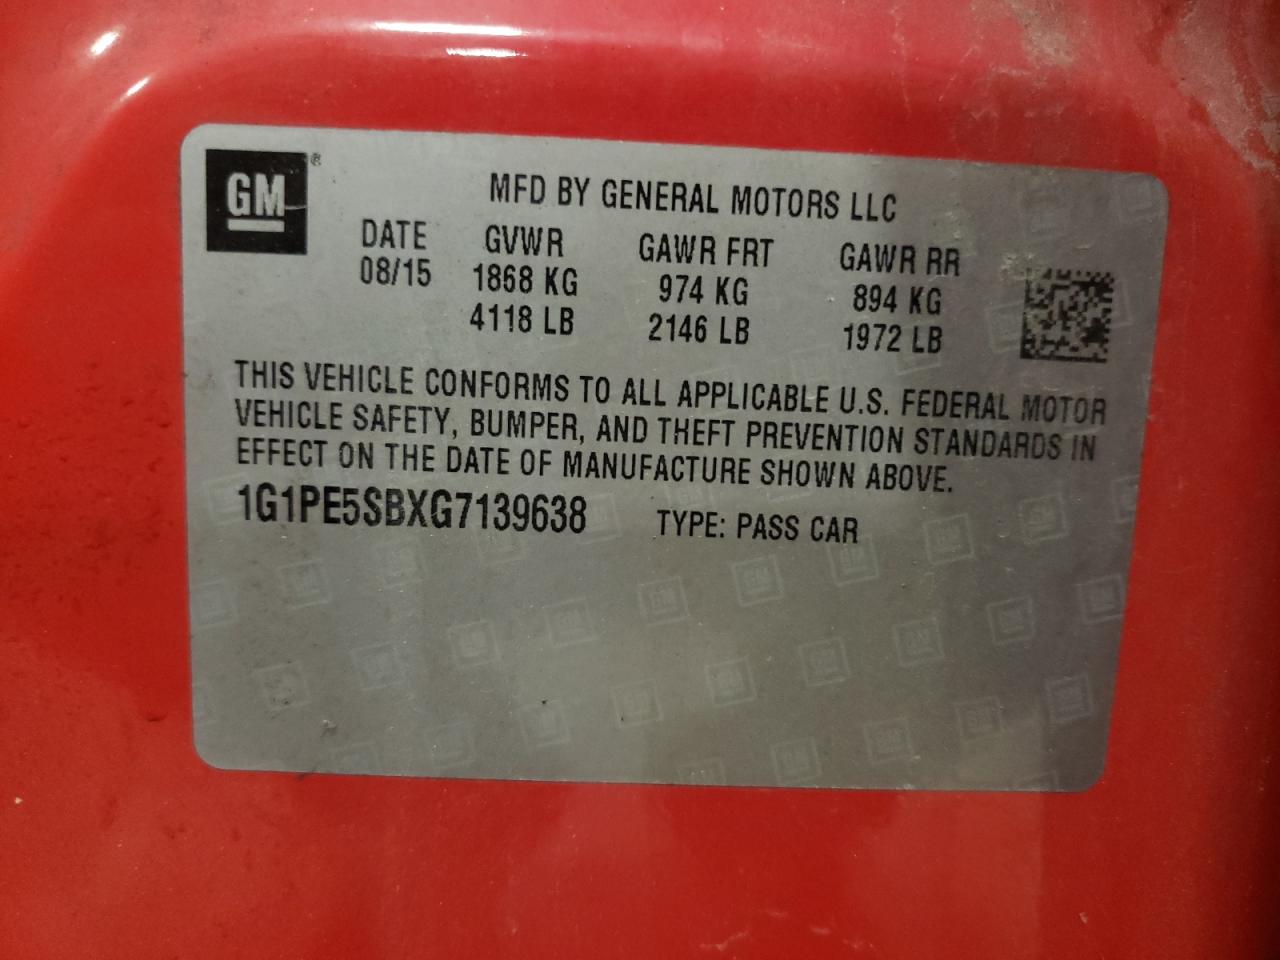 GM ®
MFD BY GENERAL MOTORS LLC
DATE GVWR GAWR FRT GAWR RR
08/15 1868 KG 974 KG 894 KG
4118 LB 2146 LB 1972 LB
THIS VEHICLE CONFORMS TO ALL APPLICABLE U.S. FEDERAL MOTOR
VEHICLE SAFETY, BUMPER, AND THEFT PREVENTION STANDARDS IN
EFFECT ON THE DATE OF MANUFACTURE SHOWN ABOVE.
1G1PE5SBXG7139638 TYPE: PASS CAR